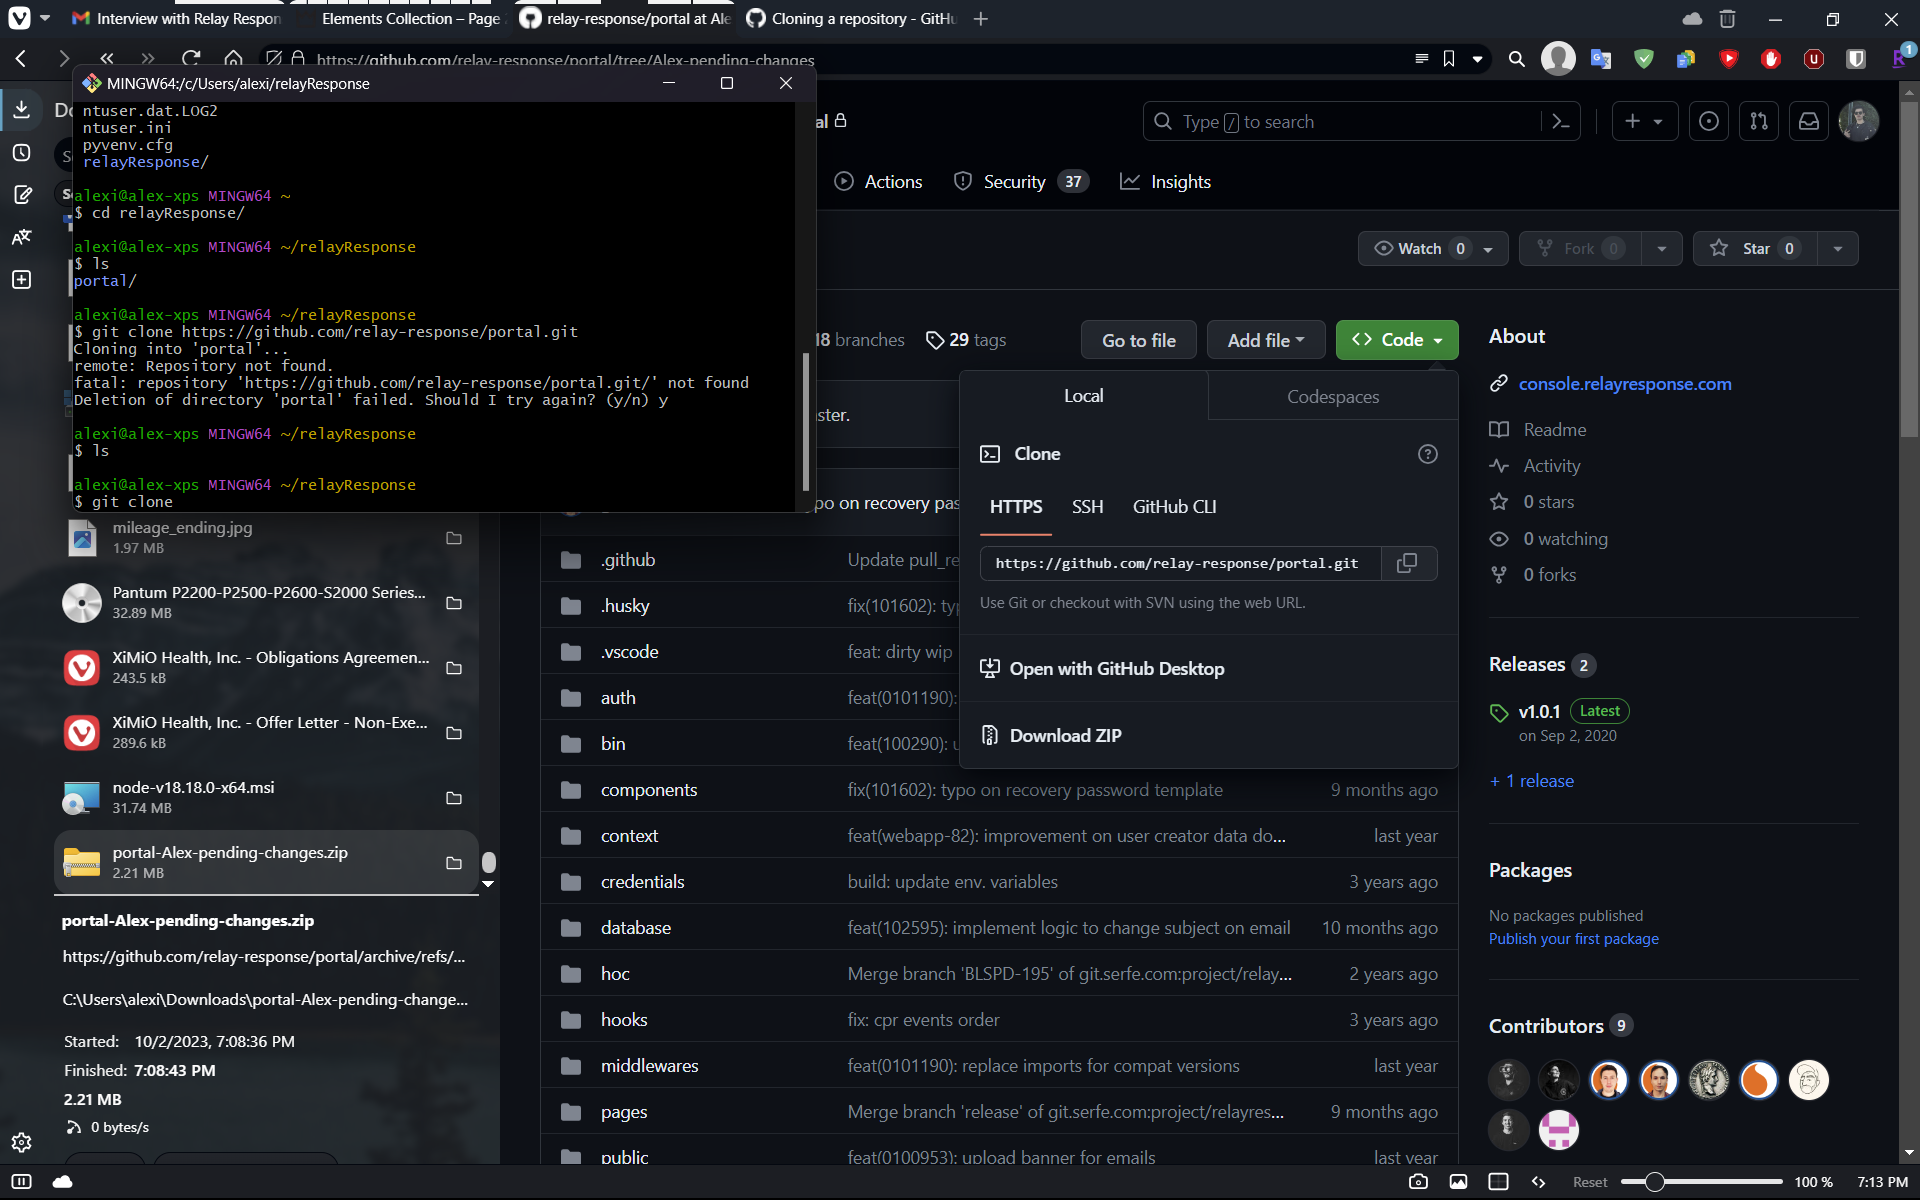 Interview with Relay Respon
Elements Collection – Page
relay-response/portal at Ale
Cloning a repository - GitHu
https://github.com/relay-response/portal/tree/Alex-pending-changes
1
MINGW64:/c/Users/alexi/relayResponse
ntuser.dat.LOG2
ntuser.ini
pyvenv.cfg
relayResponse/
alexi@alex-xps MINGW64 ~
$ cd relayResponse/
alexi@alex-xps MINGW64 ~/relayResponse
$ ls
portal/
alexi@alex-xps MINGW64 ~/relayResponse
$ git clone https://github.com/relay-response/portal.git
Cloning into 'portal'...
remote: Repository not found.
fatal: repository 'https://github.com/relay-response/portal.git/' not found
Deletion of directory 'portal' failed. Should I try again? (y/n) y
alexi@alex-xps MINGW64 ~/relayResponse
$ ls
alexi@alex-xps MINGW64 ~/relayResponse
$ git clone
mileage_ending.jpg
1.97 MB
Pantum P2200-P2500-P2600-S2000 Series...
32.89 MB
XiMiO Health, Inc. - Obligations Agreemen...
243.5 kB
XiMiO Health, Inc. - Offer Letter - Non-Exe...
289.6 kB
node-v18.18.0-x64.msi
31.74 MB
portal-Alex-pending-changes.zip
2.21 MB
portal-Alex-pending-changes.zip
https://github.com/relay-response/portal/archive/refs/...
C:\Users\alexi\Downloads\portal-Alex-pending-change...
Started: 10/2/2023, 7:08:36 PM
Finished: 7:08:43 PM
2.21 MB
0 bytes/s
al
Type / to search
Actions
Security 37
Insights
Watch 0
Fork 0
Star 0
18 branches
29 tags
Go to file
Add file
Code
ster.
po on recovery pas
Local
Codespaces
Clone
HTTPS
SSH
GitHub CLI
https://github.com/relay-response/portal.git
Use Git or checkout with SVN using the web URL.
Open with GitHub Desktop
Download ZIP
.github Update pull_re
.husky fix(101602): ty
.vscode feat: dirty wip
auth feat(0101190):
bin feat(100290): u
components fix(101602): typo on recovery password template 9 months ago
context feat(webapp-82): improvement on user creator data do... last year
credentials build: update env. variables 3 years ago
database feat(102595): implement logic to change subject on email 10 months ago
hoc Merge branch 'BLSPD-195' of git.serfe.com:project/relay... 2 years ago
hooks fix: cpr events order 3 years ago
middlewares feat(0101190): replace imports for compat versions last year
pages Merge branch 'release' of git.serfe.com:project/relayres... 9 months ago
public feat(0100953): upload banner for emails last year
About
console.relayresponse.com
Readme
Activity
0 stars
0 watching
0 forks
Releases 2
v1.0.1 Latest
on Sep 2, 2020
+ 1 release
Packages
No packages published
Publish your first package
Contributors 9
Reset
100 %
7:13 PM